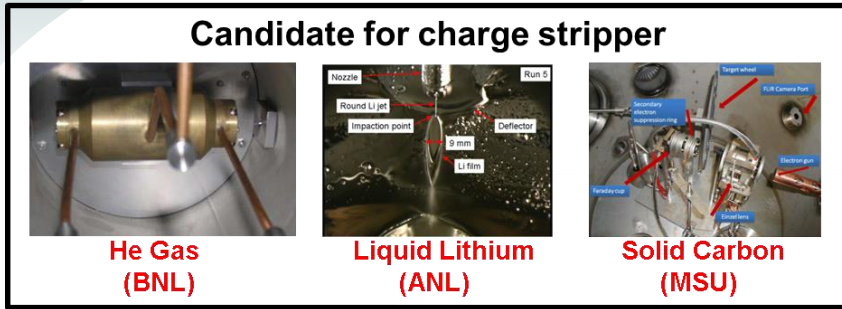 Candidate for charge stripper
Nozzle
Run 5
Round Li jet
Impaction point
Deflector
9 mm
Li film
Target wheel
FLIR Camera Port
Secondary
electron
suppression ring
Electron gun
Faraday cup
Einzel lens
He Gas
(BNL)
Liquid Lithium
(ANL)
Solid Carbon
(MSU)